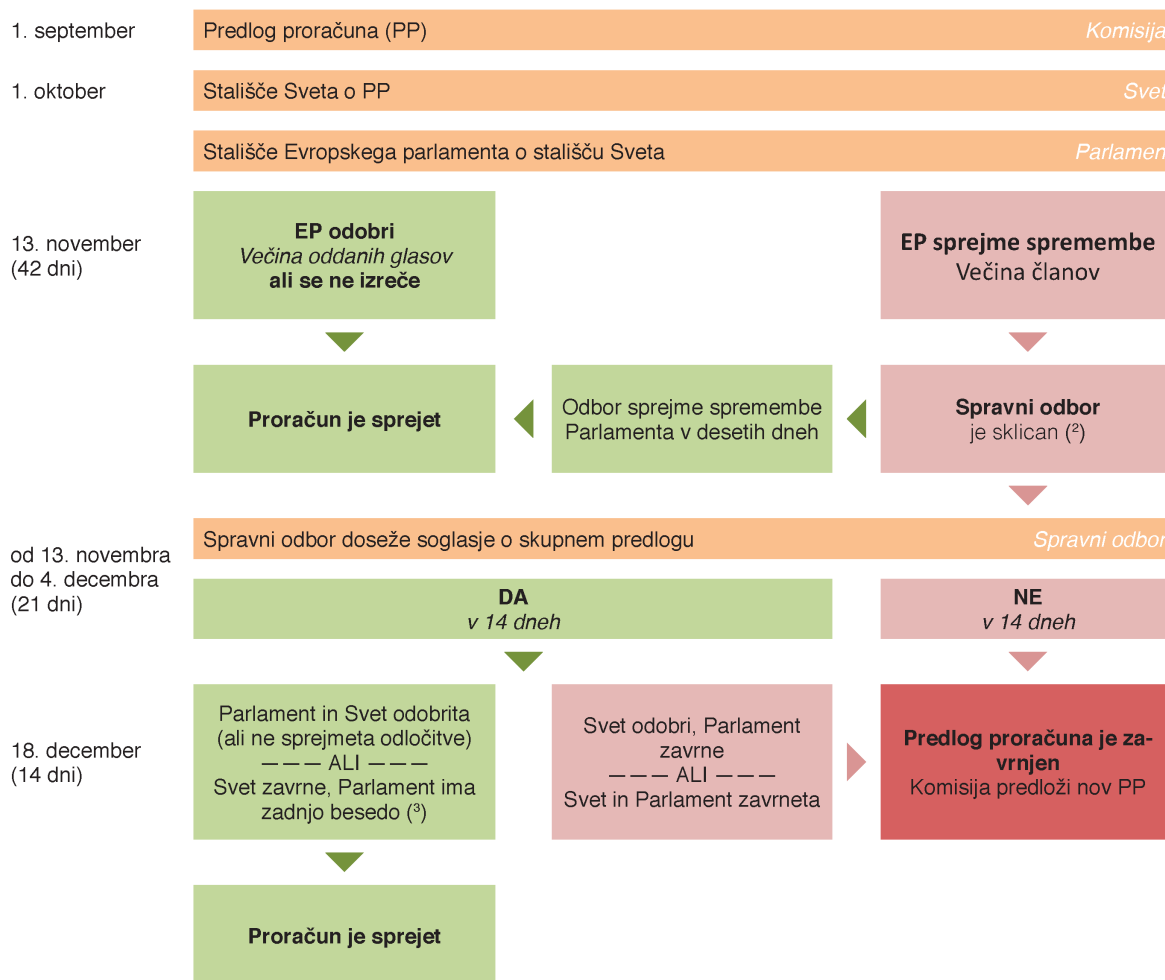 1. september
Predlog proračuna (PP)
Komisija
1. oktober
Stališče Sveta o PP
Svet
Stališče Evropskega parlamenta o stališču Sveta
Parlamen
13. november
(42 dni)
EP odobri
Večina oddanih glasov
ali se ne izreče
EP sprejme spremembe
Večina članov
Proračun je sprejet
Odbor sprejme spremembe
Parlamenta v desetih dneh
Spravni odbor
je sklican (²)
od 13. novembra
do 4. decembra
(21 dni)
Spravni odbor doseže soglasje o skupnem predlogu
Spravni odbor
DA
v 14 dneh
NE
v 14 dneh
18. december
(14 dni)
Parlament in Svet odobrita
(ali ne sprejmeta odločitve)
— — — ALI — — —
Svet zavrne, Parlament ima
zadnjo besedo (³)
Svet odobri, Parlament
zavrne
— — — ALI — — —
Svet in Parlament zavrneta
Predlog proračuna je za-
vrnjen
Komisija predloži nov PP
Proračun je sprejet